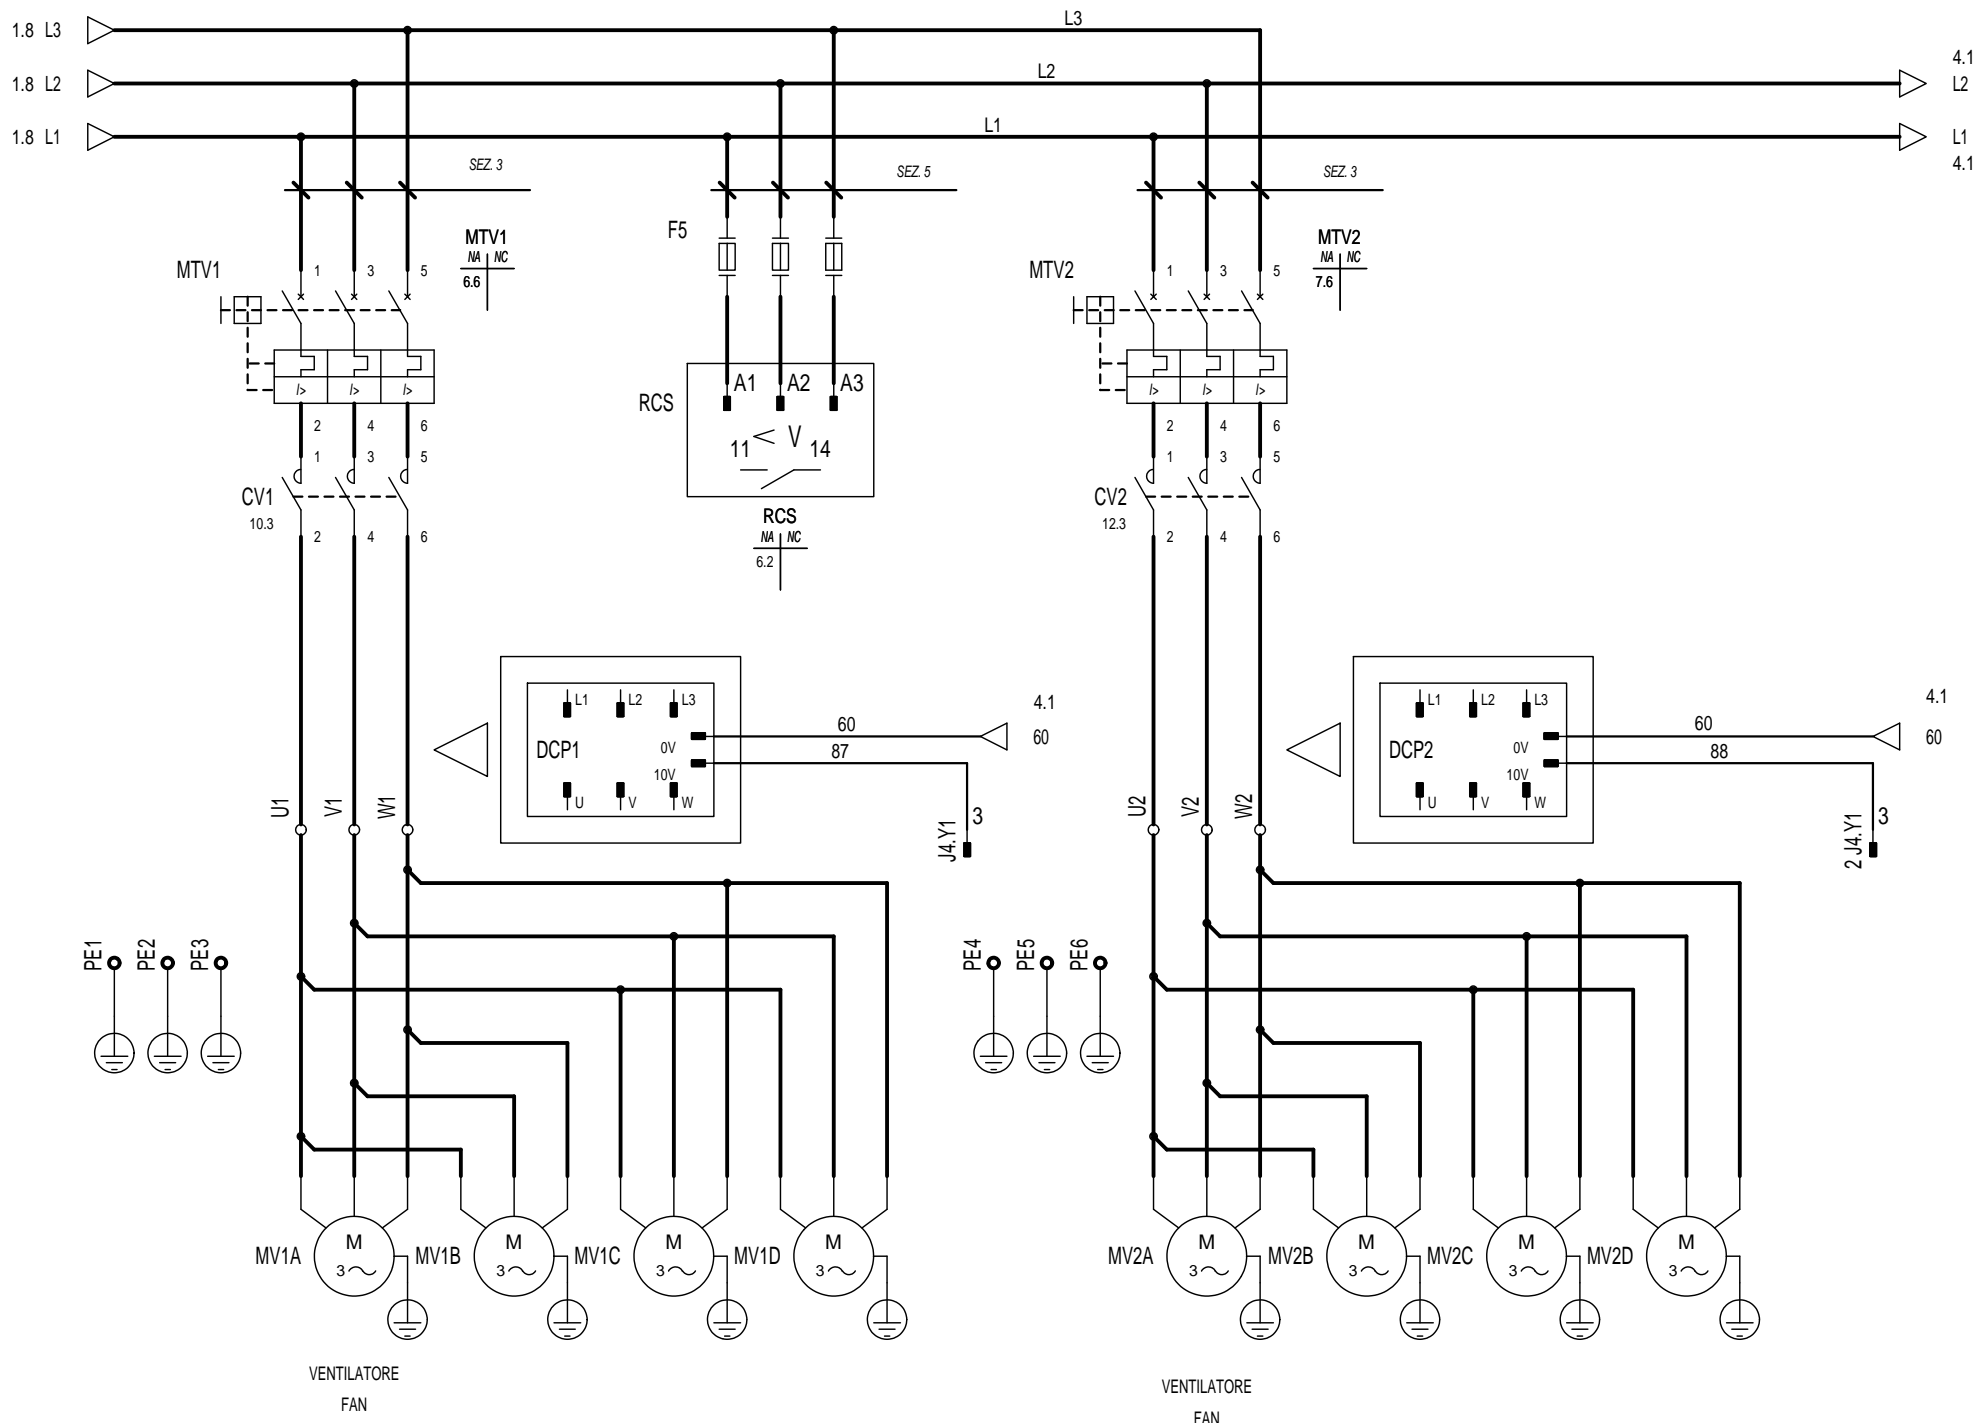 1.8 L3
L3
1.8 L2
L2
4.1
L2
1.8 L1
L1
L1
4.1
SEZ. 3
SEZ. 5
SEZ. 3
MTV1
1 3 5
MTV1
NA NC
6.6
F5
MTV2
1 3 5
MTV2
NA NC
7.6
I> I> I>
2 4 6
I> I> I>
2 4 6
RCS
A1 A2 A3
11 < V 14
RCS
NA NC
6.2
CV1
10.3
1 3 5
2 4 6
CV2
12.3
1 3 5
2 4 6
L1 L2 L3
DCP1
0V
10V
U V W
60
87
4.1
60
J4.Y1
3
L1 L2 L3
DCP2
0V
10V
U V W
60
88
4.1
60
2 J4.Y1
3
U1 V1 W1
U2 V2 W2
PE1 PE2 PE3
PE4 PE5 PE6
MV1A
M
3
MV1B
M
3
MV1C
M
3
MV1D
M
3
MV2A
M
3
MV2B
M
3
MV2C
M
3
MV2D
M
3
VENTILATORE
FAN
VENTILATORE
FAN